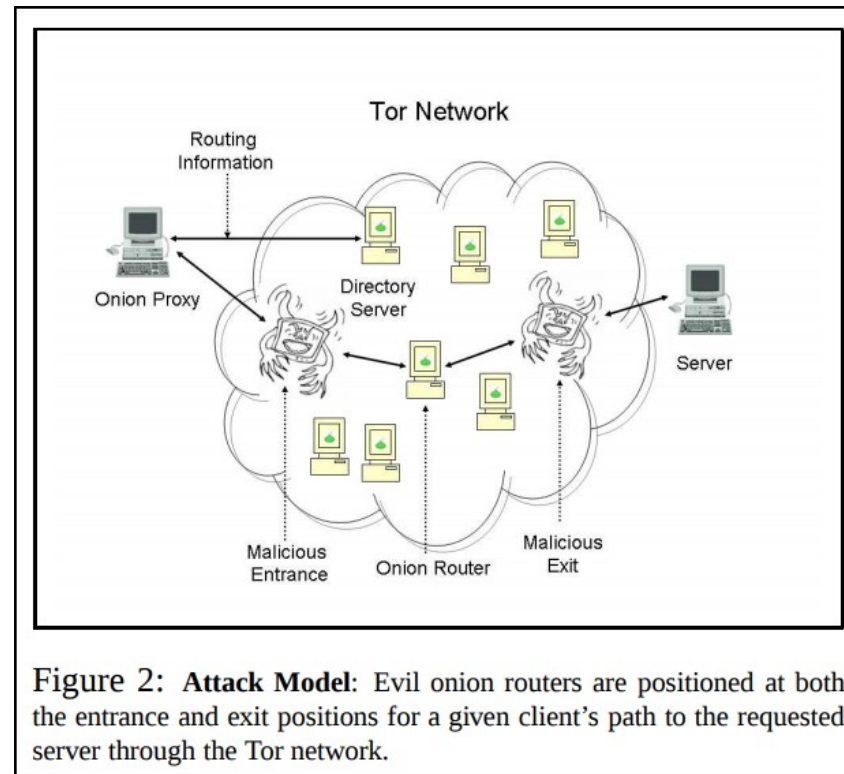 Tor Network
Routing
Information
Onion Proxy
Directory
Server
Server
Malicious
Entrance
Onion Router
Malicious
Exit
Figure 2: Attack Model: Evil onion routers are positioned at both
the entrance and exit positions for a given client's path to the requested
server through the Tor network.